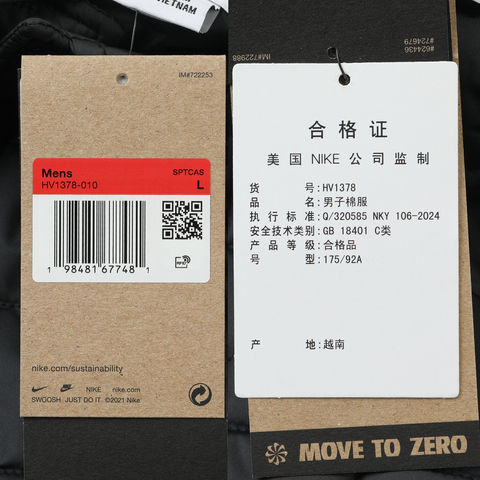 VIETNAM
IM#722253
Mens
SPTCAS
HV1378-010
L
1 98481 67748 1
RFID
nike.com/sustainability
NIKE nike.com
SWOOSH. JUST DO IT. ©2021 Nike
#724679
#624436
IM#722988
合格证
美国 NIKE 公司监制
货 号:HV1378
品 名:男子棉服
执行标准:Q/320585 NKY 106-2024
安全技术类别:GB 18401 C类
产品等级:合格品
号 型:175/92A
产 地:越南
MOVE TO ZERO